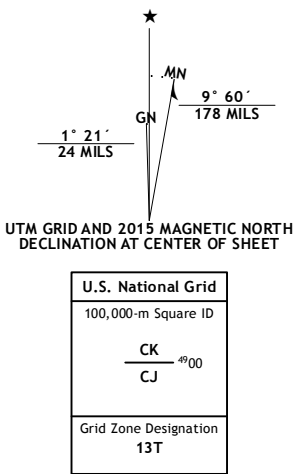 ★
MN
GN
9° 60´
178 MILS
1° 21´
24 MILS
UTM GRID AND 2015 MAGNETIC NORTH
DECLINATION AT CENTER OF SHEET
U.S. National Grid
100,000-m Square ID
CK
4900
CJ
Grid Zone Designation
13T